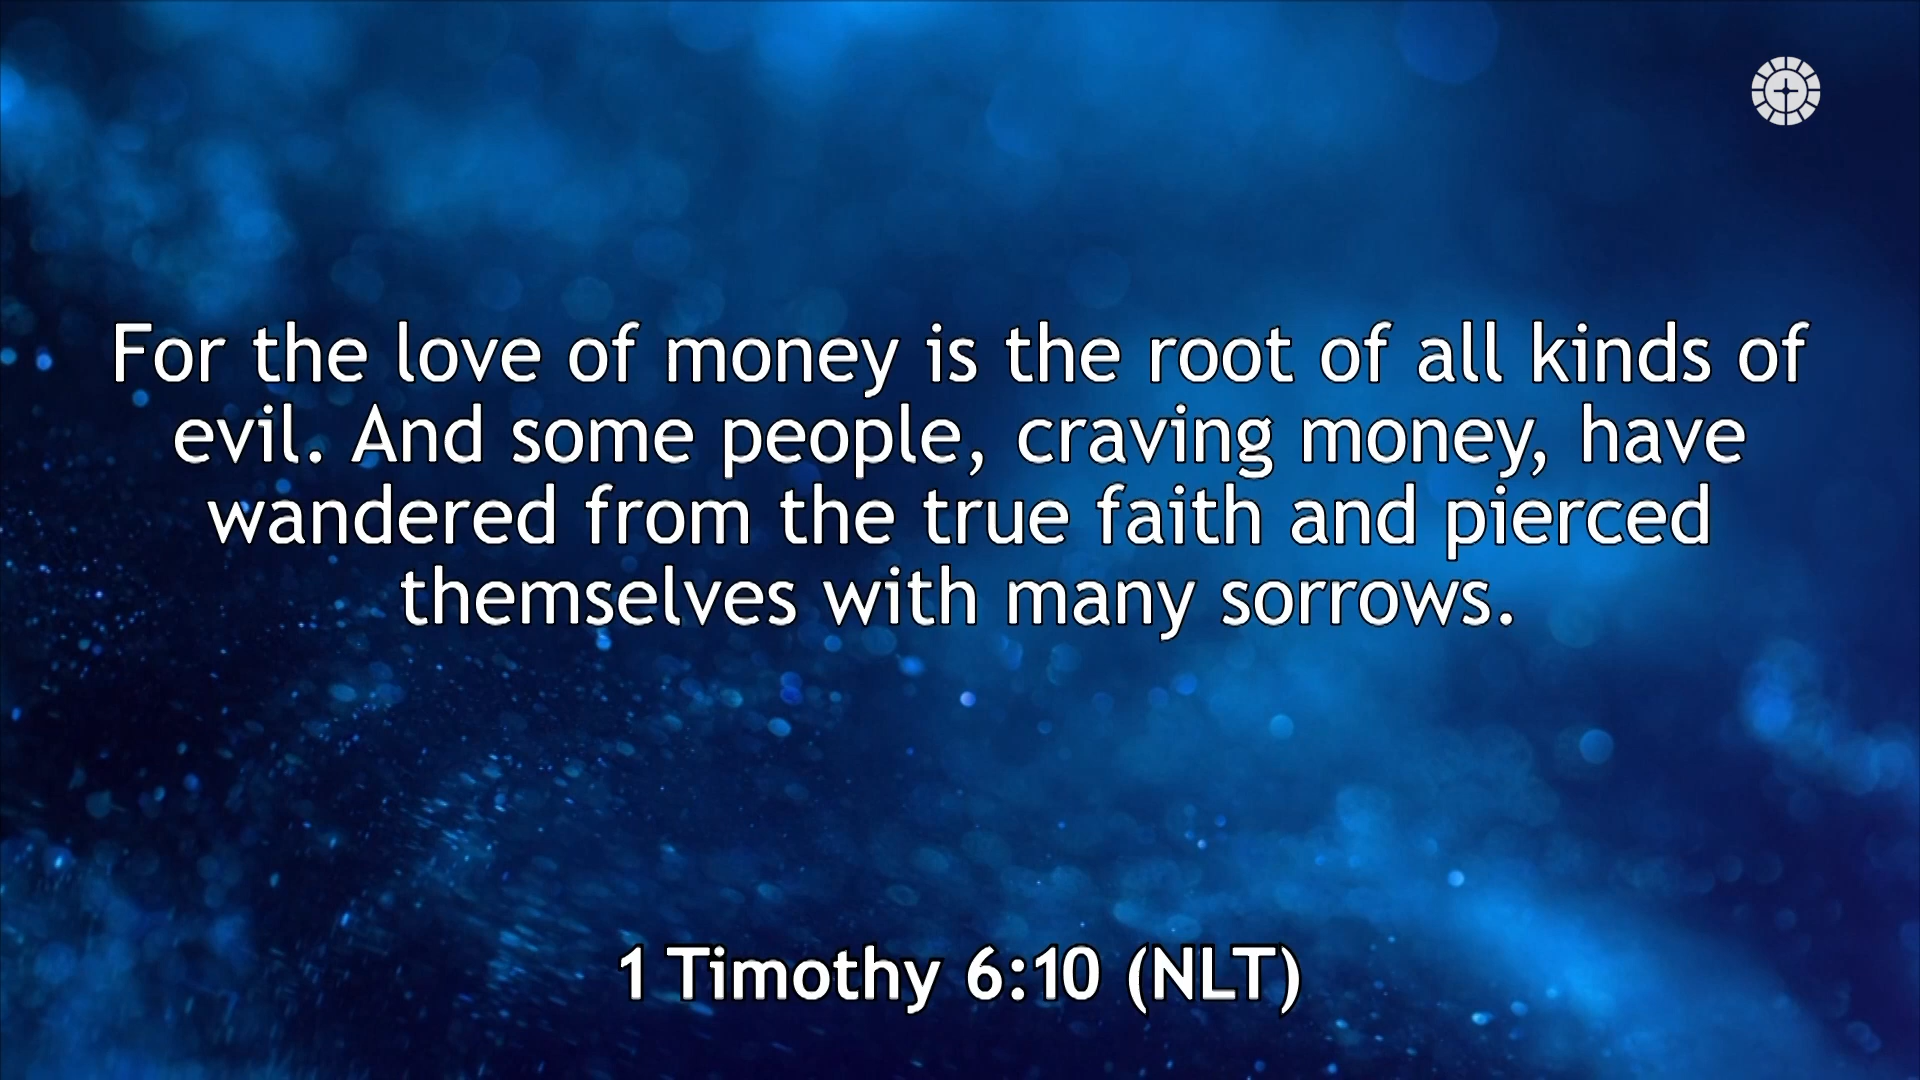 For the love of money is the root of all kinds of
evil. And some people, craving money, have
wandered from the true faith and pierced
themselves with many sorrows.
1 Timothy 6:10 (NLT)